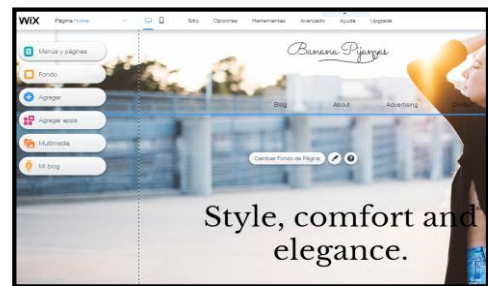 WiX Página: Home Sitio Opciones Herramientas Avanzado Ayuda Upgrade
Menús y páginas
Fondo
Agregar
Agregar apps
Multimedia
Mi blog
Banana Pijamas
Blog About Advertising Contact
Cambiar Fondo de Página
Style, comfort and
elegance.